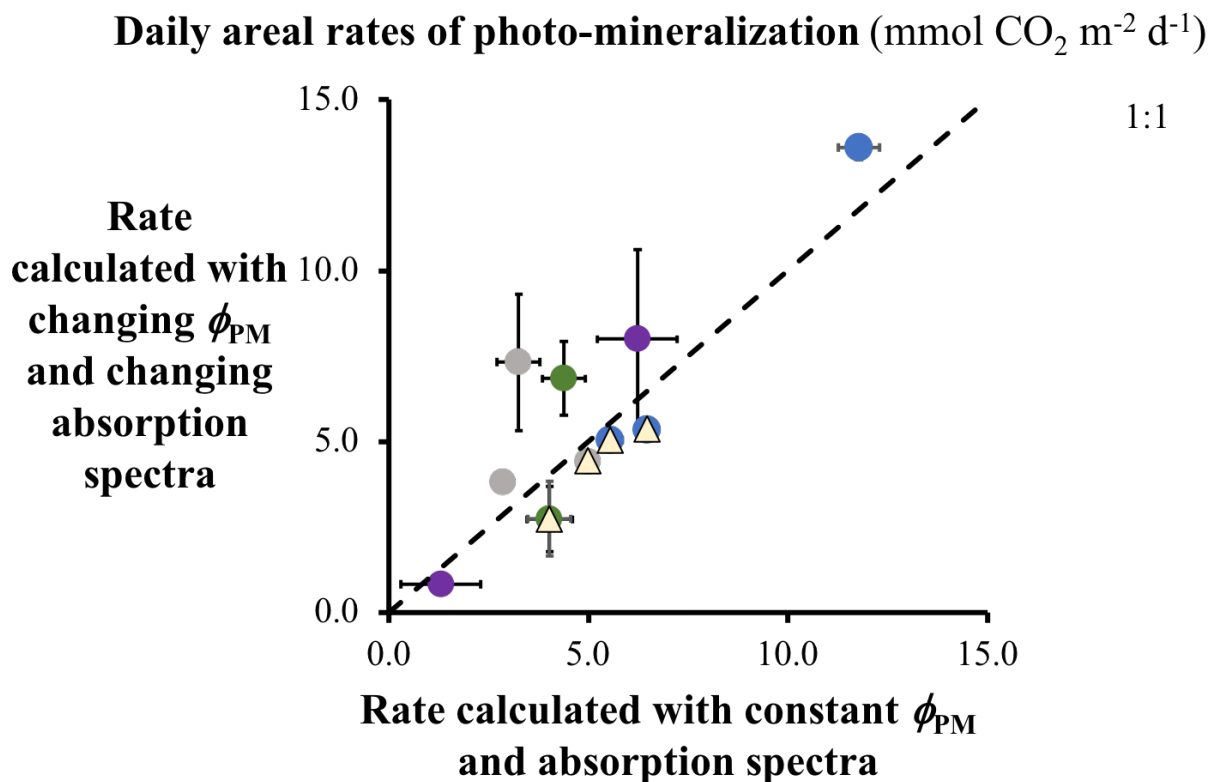 Daily areal rates of photo-mineralization (mmol CO₂ m⁻² d⁻¹)
15.0
1:1
Rate
calculated with
10.0
changing ϕPM
and changing
absorption
5.0
spectra
0.0
0.0 5.0 10.0 15.0
Rate calculated with constant ϕPM
and absorption spectra